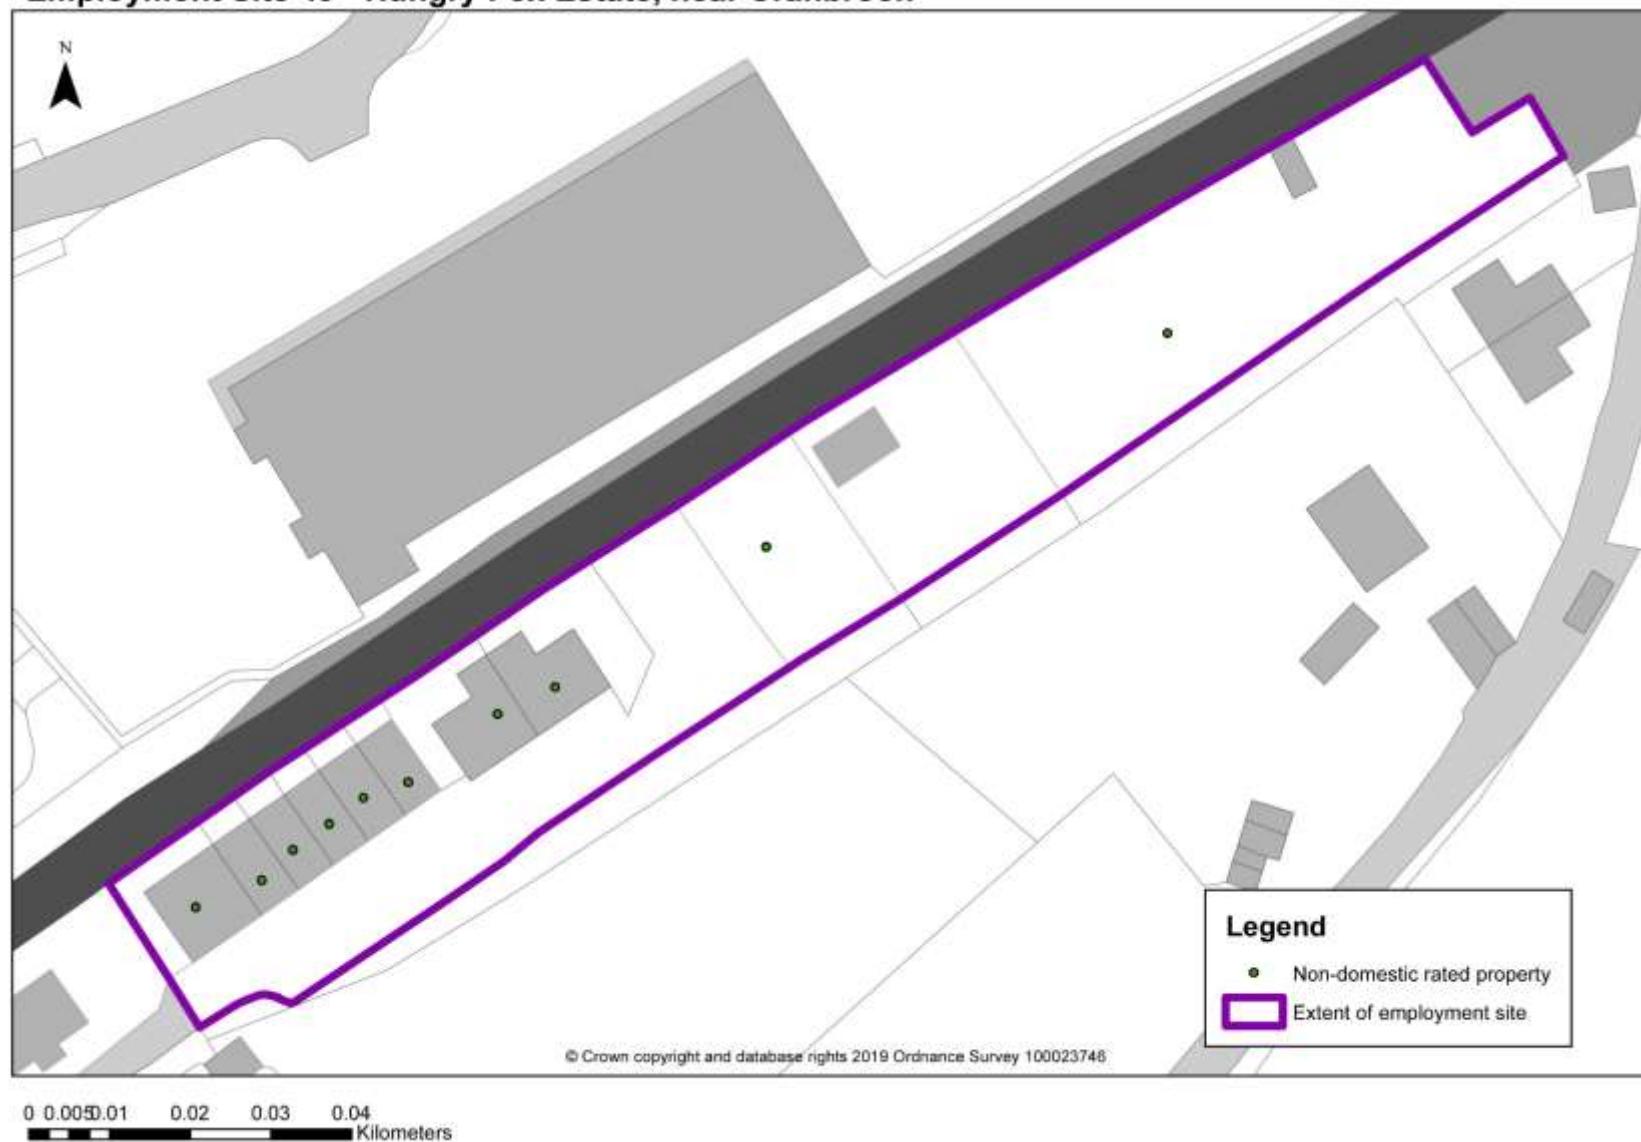 N
Legend
Non-domestic rated property
Extent of employment site
© Crown copyright and database rights 2019 Ordnance Survey 100023746
0 0.005 0.01 0.02 0.03 0.04
Kilometers